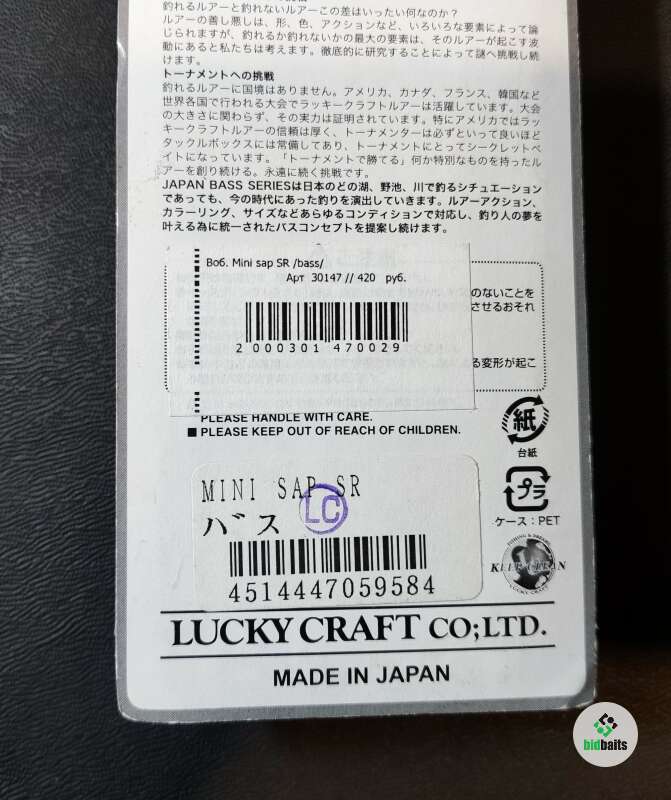 釣れるルアーと釣れないルアーこの差はいったい何なのか？
ルアーの善し悪しは、形、色、アクションなど、いろいろな要素によって論
じられますが、釣れるか釣れないかの最大の要素は、そのルアーが起こす波
動にあると私たちは考えます。徹底的に研究することによって謎へ挑戦し続
けます。
トーナメントへの挑戦
釣れるルアーに国境はありません。アメリカ、カナダ、フランス、韓国など
世界各国で行われる大会でラッキークラフトルアーは活躍しています。大会
の大きさに関わらず、その実力は証明されています。特にアメリカではラッ
キークラフトルアーの信頼は厚く、トーナメンターは必ずといって良いほど
タックルボックスには常備してあり、トーナメントにとってシークレットベ
イトになっています。「トーナメントで勝てる」何か特別なものを持ったル
アーを創り続ける。永遠に続く挑戦です。
JAPAN BASS SERIESは日本のどの湖、野池、川で釣るシチュエーション
であっても、今の時代にあった釣りを演出していきます。ルアーアクション、
カラーリング、サイズなどあらゆるコンディションで対応し、釣り人の夢を
叶える為に統一されたバスコンセプトを提案し続けます。
Воб. Mini sap SR /bass/
Арт 30147 // 420 руб.
のないことを
させるおそれ
2 000301 470029
る変形が起こ
PLEASE HANDLE WITH CARE.
■ PLEASE KEEP OUT OF REACH OF CHILDREN.
紙
台紙
プラ
ケース：PET
MINI SAP SR
LC
バス
4514447059584
KEEP CLEAN
LUCKY CRAFT
LUCKY CRAFT CO;LTD.
MADE IN JAPAN
bidbaits